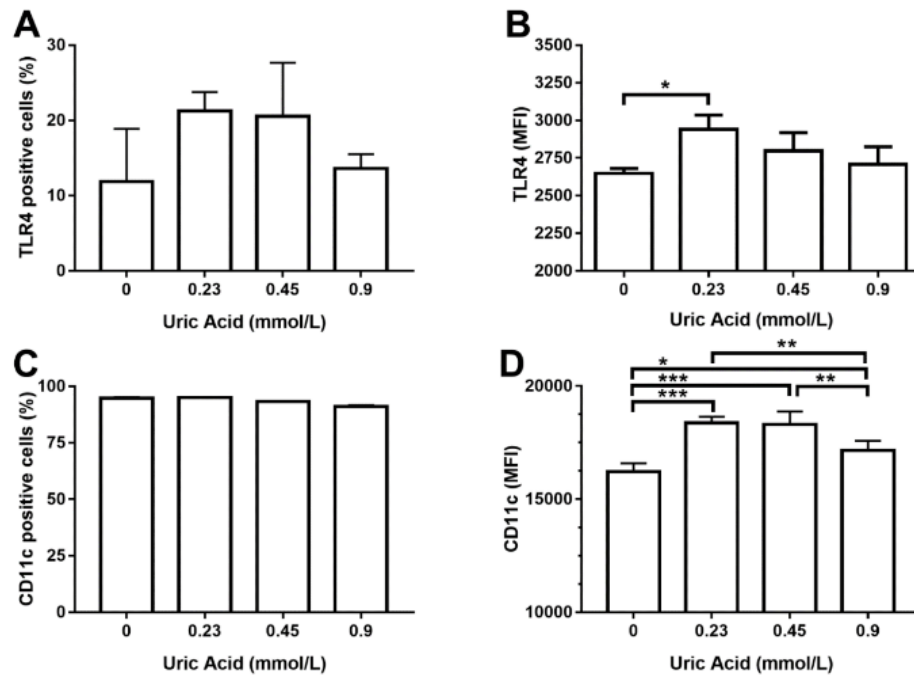 A
TLR4 positive cells (%)
30
20
10
0
0 0.23 0.45 0.9
Uric Acid (mmol/L)
B
TLR4 (MFI)
3500
3250
3000
2750
2500
2250
2000
*
0 0.23 0.45 0.9
Uric Acid (mmol/L)
C
CD11c positive cells (%)
100
75
50
25
0
0 0.23 0.45 0.9
Uric Acid (mmol/L)
D
CD11c (MFI)
20000
15000
10000
**
*
*** **
***
0 0.23 0.45 0.9
Uric Acid (mmol/L)